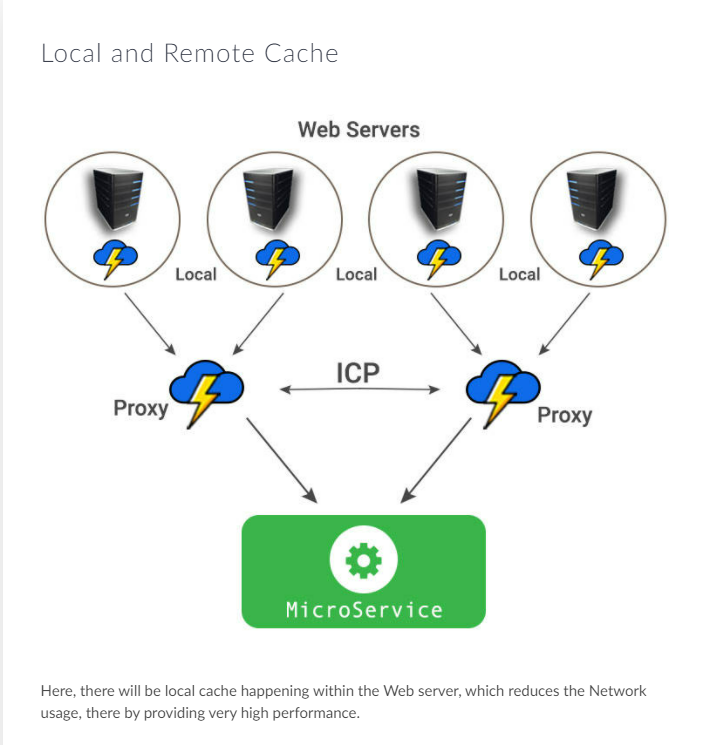 Local and Remote Cache
Web Servers
Local
Local
Local
ICP
Proxy
Proxy
MicroService
Here, there will be local cache happening within the Web server, which reduces the Network
usage, there by providing very high performance.